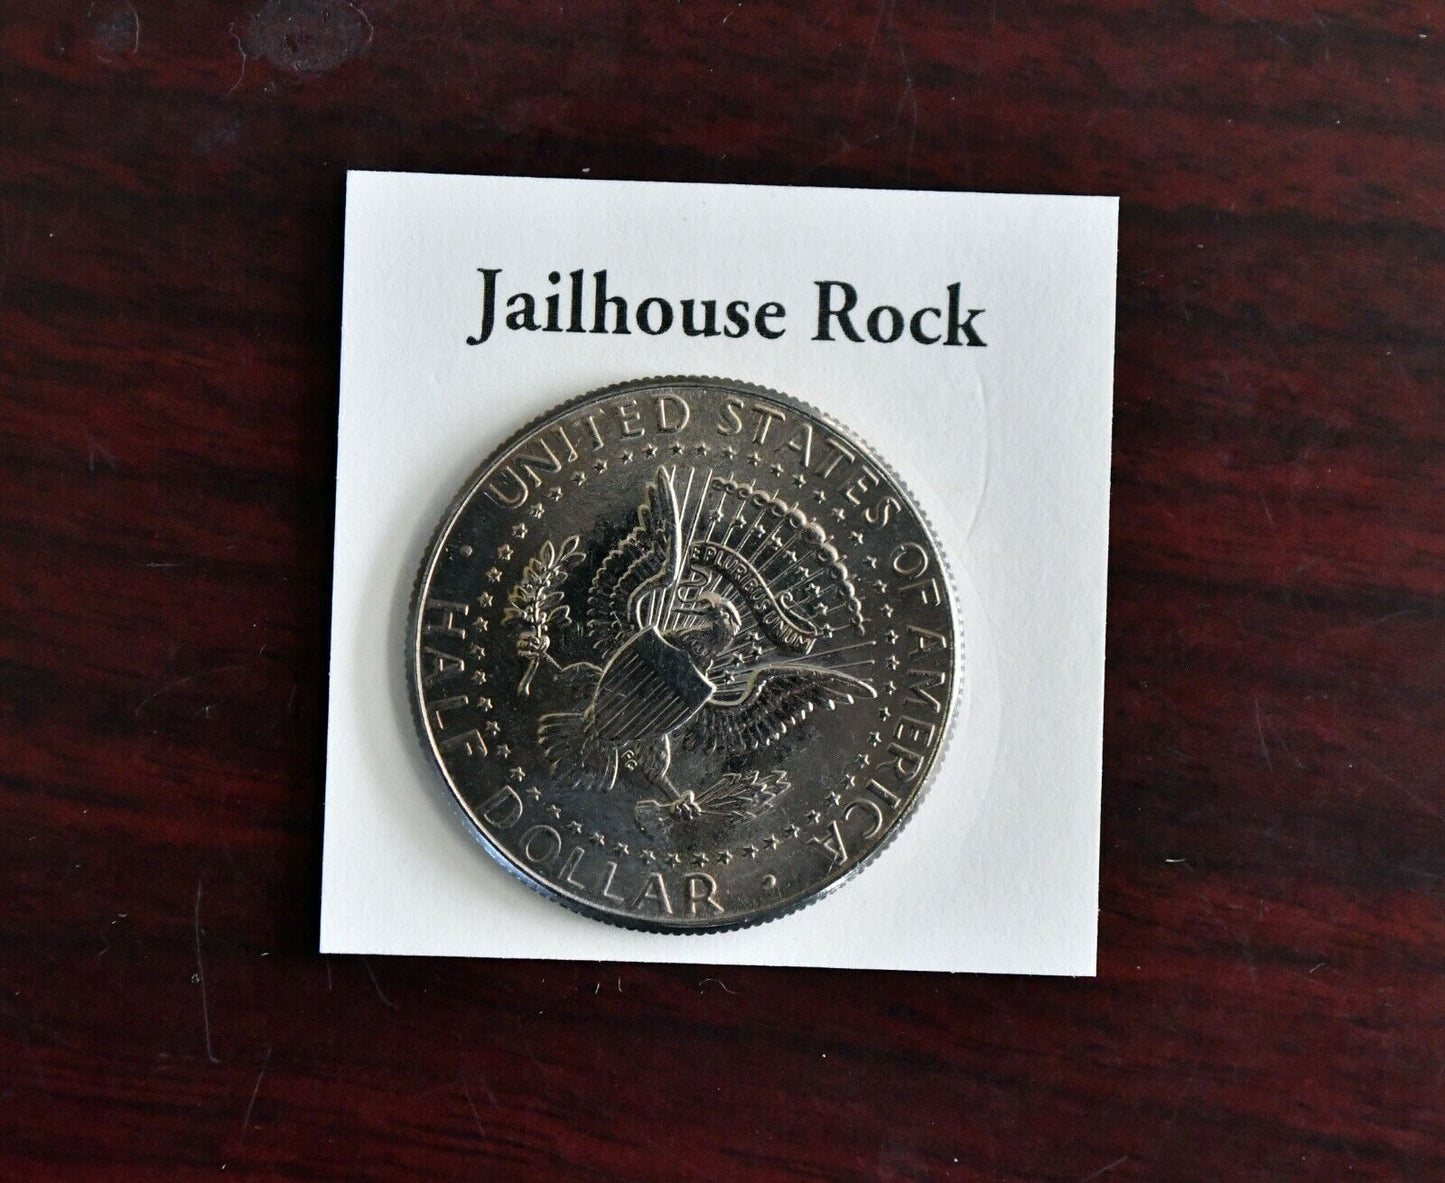 Jailhouse Rock
UNITED STATES OF AMERICA
E PLURIBUS UNUM
HALF DOLLAR